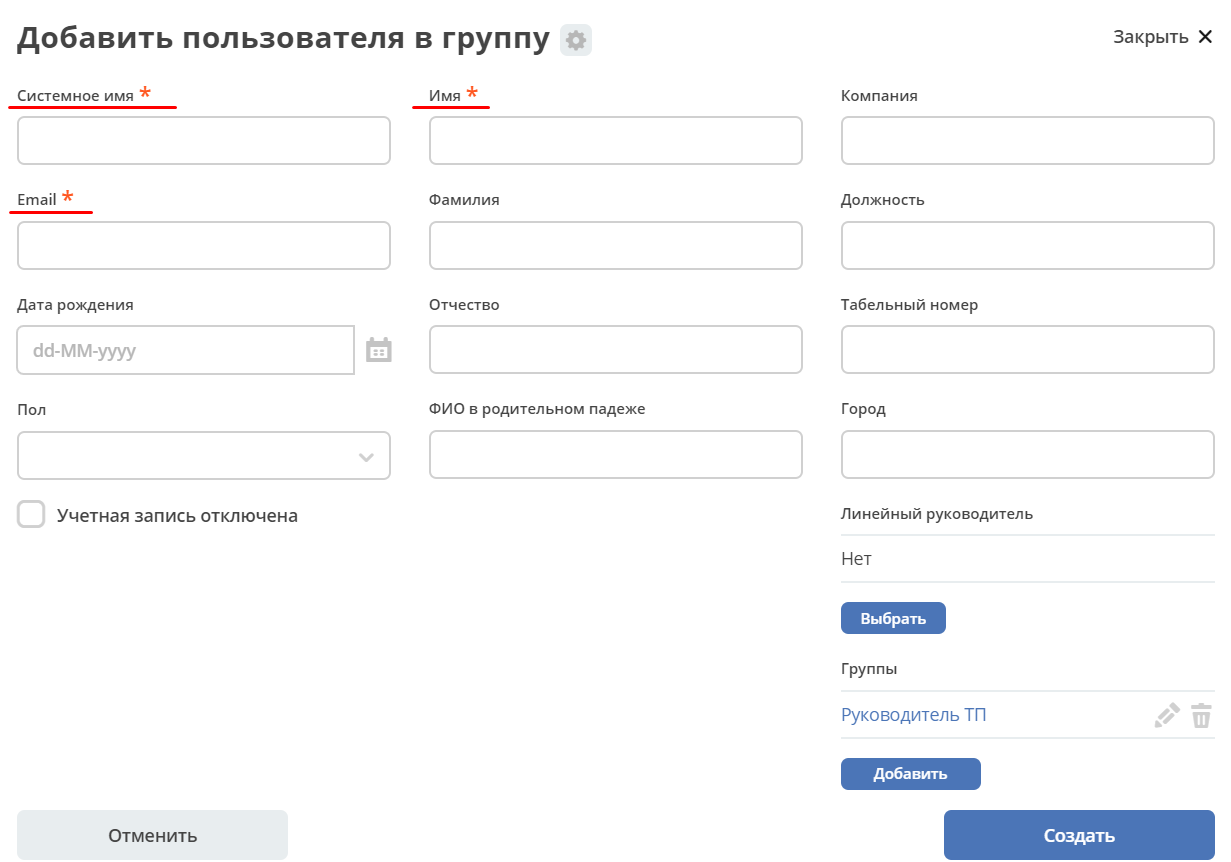 Добавить пользователя в группу
Закрыть
Системное имя *
Имя *
Компания
Email *
Фамилия
Должность
Дата рождения
Отчество
Табельный номер
dd-MM-yyyy
Пол
ФИО в родительном падеже
Город
Учетная запись отключена
Линейный руководитель
Нет
Выбрать
Группы
Руководитель ТП
Добавить
Отменить
Создать